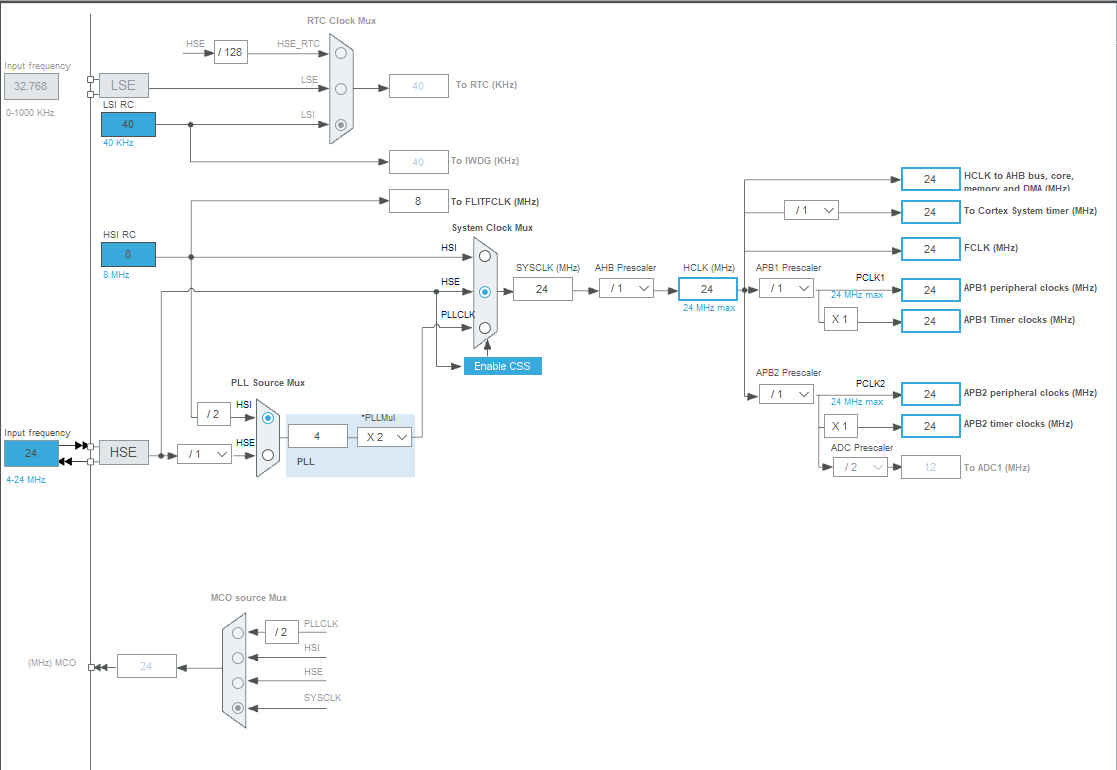 RTC Clock Mux
HSE
/ 128
HSE_RTC
Input frequency
32.768
0-1000 KHz
LSE
LSE
40
To RTC (KHz)
LSI RC
40
40 KHz
LSI
40
To IWDG (KHz)
8
To FLITFCLK (MHz)
HSI RC
8
8 MHz
System Clock Mux
HSI
HSE
PLLCLK
Enable CSS
SYSCLK (MHz)
24
AHB Prescaler
/ 1
HCLK (MHz)
24
24 MHz max
24
HCLK to AHB bus, core,
memory and DMA (MHz)
/ 1
24
To Cortex System timer (MHz)
24
FCLK (MHz)
APB1 Prescaler
/ 1
PCLK1
24 MHz max
24
APB1 peripheral clocks (MHz)
X 1
24
APB1 Timer clocks (MHz)
APB2 Prescaler
/ 1
PCLK2
24 MHz max
24
APB2 peripheral clocks (MHz)
X 1
24
APB2 timer clocks (MHz)
ADC Prescaler
/ 2
12
To ADC1 (MHz)
PLL Source Mux
/ 2
HSI
HSE
/ 1
4
*PLLMul
X 2
PLL
Input frequency
24
4-24 MHz
HSE
MCO source Mux
/ 2
PLLCLK
HSI
HSE
SYSCLK
24
(MHz) MCO